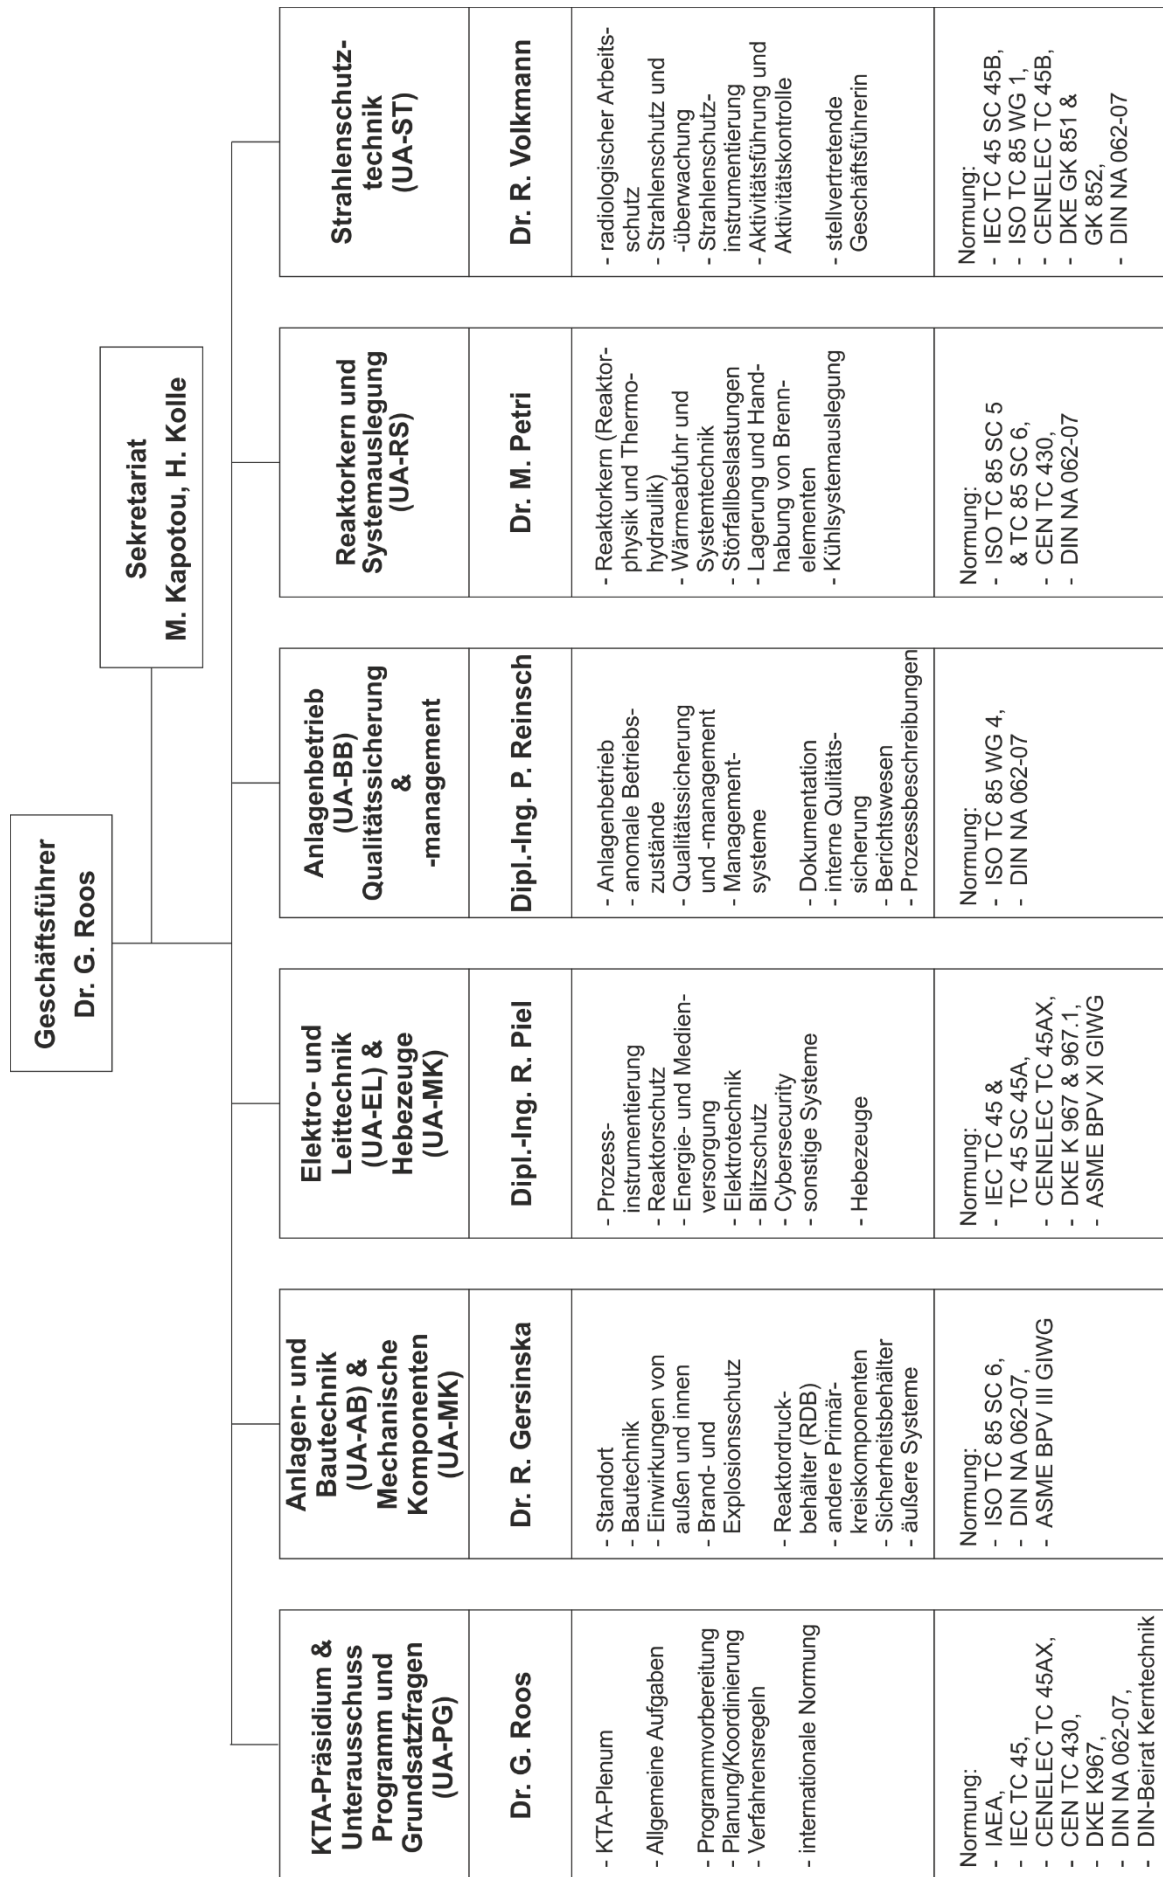 Geschäftsführer
Dr. G. Roos
Sekretariat
M. Kapotou, H. Kolle
KTA-Präsidium &
Unterausschuss
Programm und
Grundsatzfragen
(UA-PG)
Dr. G. Roos
- KTA-Plenum
- Allgemeine Aufgaben
- Programmvorbereitung
- Planung/Koordinierung
- Verfahrensregeln
- internationale Normung
Normung:
- IAEA,
- IEC TC 45,
- CENELEC TC 45AX,
- CEN TC 430,
- DKE K967,
- DIN NA 062-07,
- DIN-Beirat Kerntechnik
Anlagen- und
Bautechnik
(UA-AB) &
Mechanische
Komponenten
(UA-MK)
Dr. R. Gersinska
- Standort
- Bautechnik
- Einwirkungen von
außen und innen
- Brand- und
Explosionsschutz
- Reaktordruck-
behälter (RDB)
- andere Primär-
kreiskomponenten
- Sicherheitsbehälter
- äußere Systeme
Normung:
- ISO TC 85 SC 6,
- DIN NA 062-07,
- ASME BPV III GIWG
Elektro- und
Leittechnik
(UA-EL) &
Hebezeuge
(UA-MK)
Dipl.-Ing. R. Piel
- Prozess-
instrumentierung
- Reaktorschutz
- Energie- und Medien-
versorgung
- Elektrotechnik
- Blitzschutz
- Cybersecurity
- sonstige Systeme
- Hebezeuge
Normung:
- IEC TC 45 &
TC 45 SC 45A,
- CENELEC TC 45AX,
- DKE K 967 & 967.1,
- ASME BPV XI GIWG
Anlagenbetrieb
(UA-BB)
Qualitätssicherung
&
-management
Dipl.-Ing. P. Reinsch
- Anlagenbetrieb
- anomale Betriebs-
zustände
- Qualitätssicherung
und -management
- Management-
systeme
- Dokumentation
- interne Qulitäts-
sicherung
- Berichtswesen
- Prozessbeschreibungen
Normung:
- ISO TC 85 WG 4,
- DIN NA 062-07
Reaktorkern und
Systemauslegung
(UA-RS)
Dr. M. Petri
- Reaktorkern (Reaktor-
physik und Thermo-
hydraulik)
- Wärmeabfuhr und
Systemtechnik
- Störfallbeslastungen
- Lagerung und Hand-
habung von Brenn-
elementen
- Kühlsystemauslegung
Normung:
- ISO TC 85 SC 5
& TC 85 SC 6,
- CEN TC 430,
- DIN NA 062-07
Strahlenschutz-
technik
(UA-ST)
Dr. R. Volkmann
- radiologischer Arbeits-
schutz
- Strahlenschutz und
-überwachung
- Strahlenschutz-
instrumentierung
- Aktivitätsführung und
Aktivitätskontrolle
- stellvertretende
Geschäftsführerin
Normung:
- IEC TC 45 SC 45B,
- ISO TC 85 WG 1,
- CENELEC TC 45B,
- DKE GK 851 &
GK 852,
- DIN NA 062-07